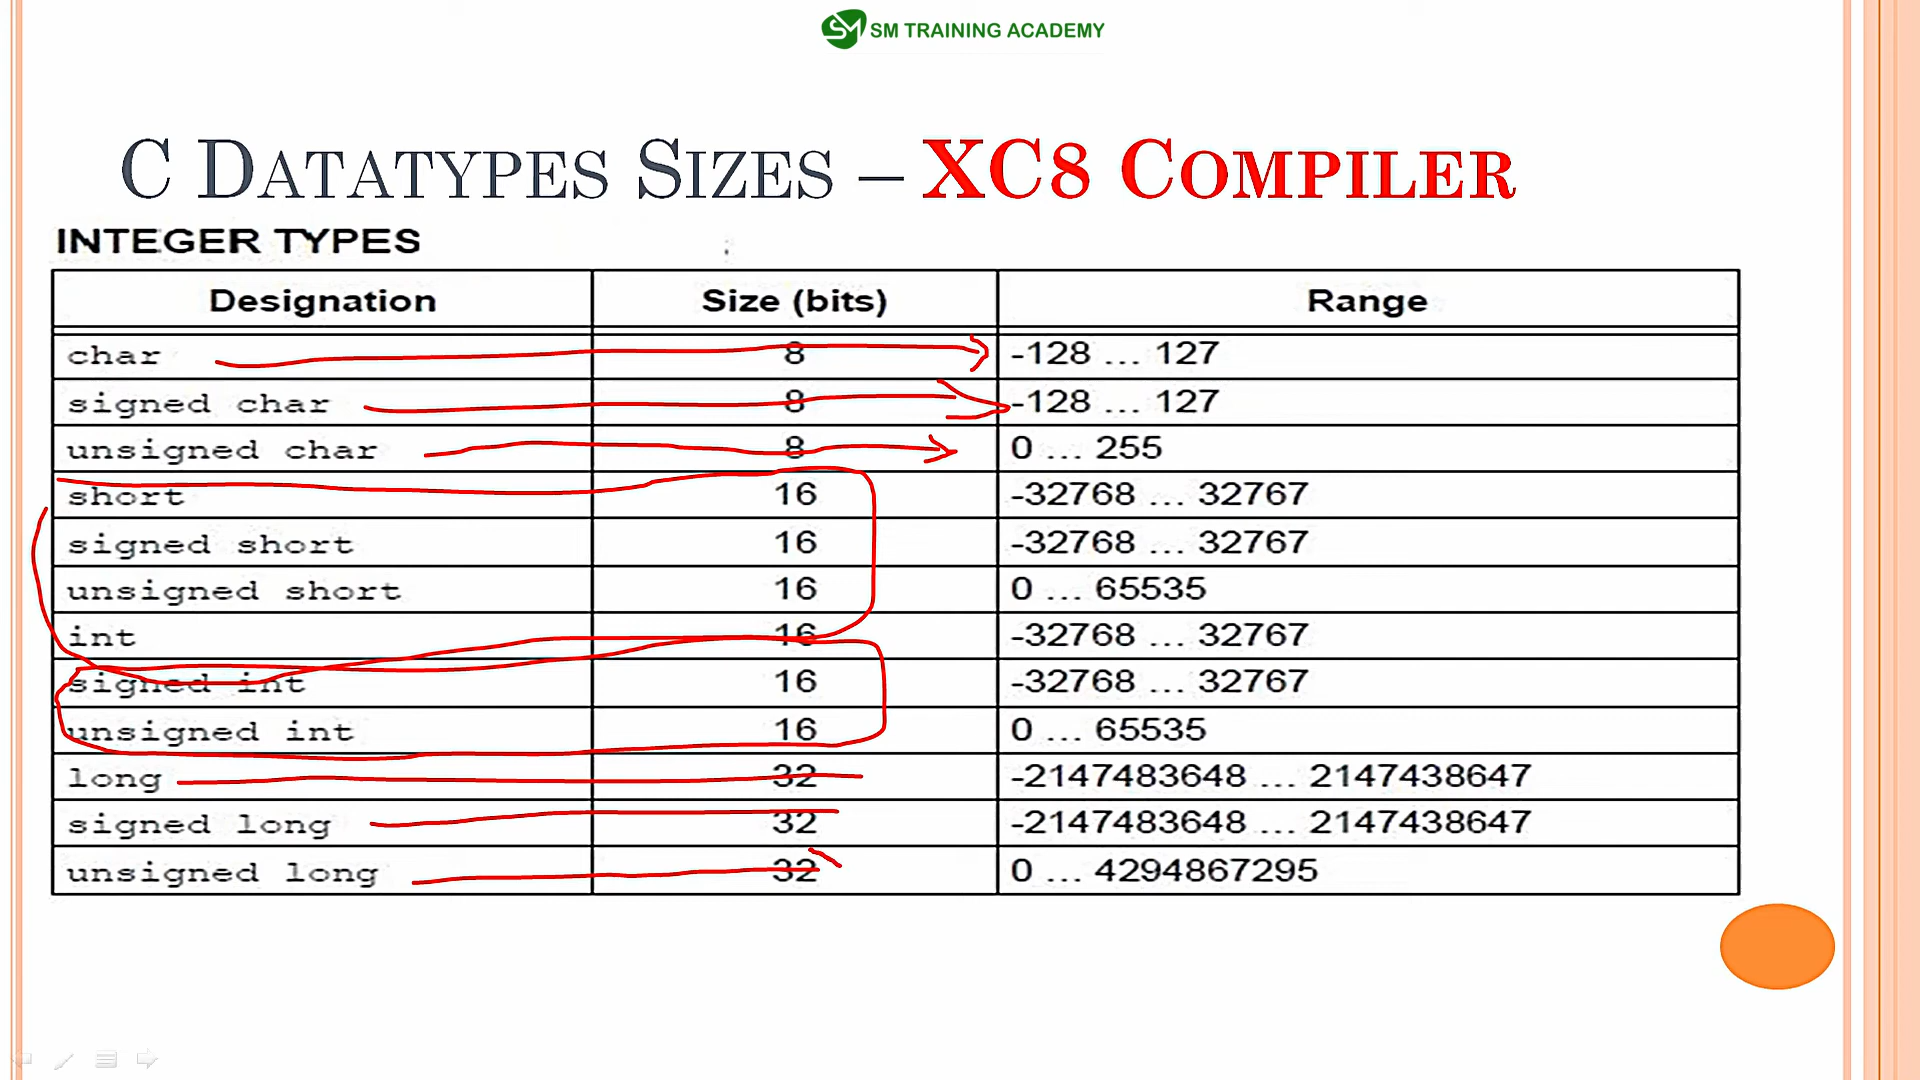 SM TRAINING ACADEMY
C DATATYPES SIZES – XC8 COMPILER
INTEGER TYPES
Designation Size (bits) Range
char 8 -128 ... 127
signed char 8 -128 ... 127
unsigned char 8 0 ... 255
short 16 -32768 ... 32767
signed short 16 -32768 ... 32767
unsigned short 16 0 ... 65535
int 16 -32768 ... 32767
signed int 16 -32768 ... 32767
unsigned int 16 0 ... 65535
long 32 -2147483648 ... 2147438647
signed long 32 -2147483648 ... 2147438647
unsigned long 32 0 ... 4294867295